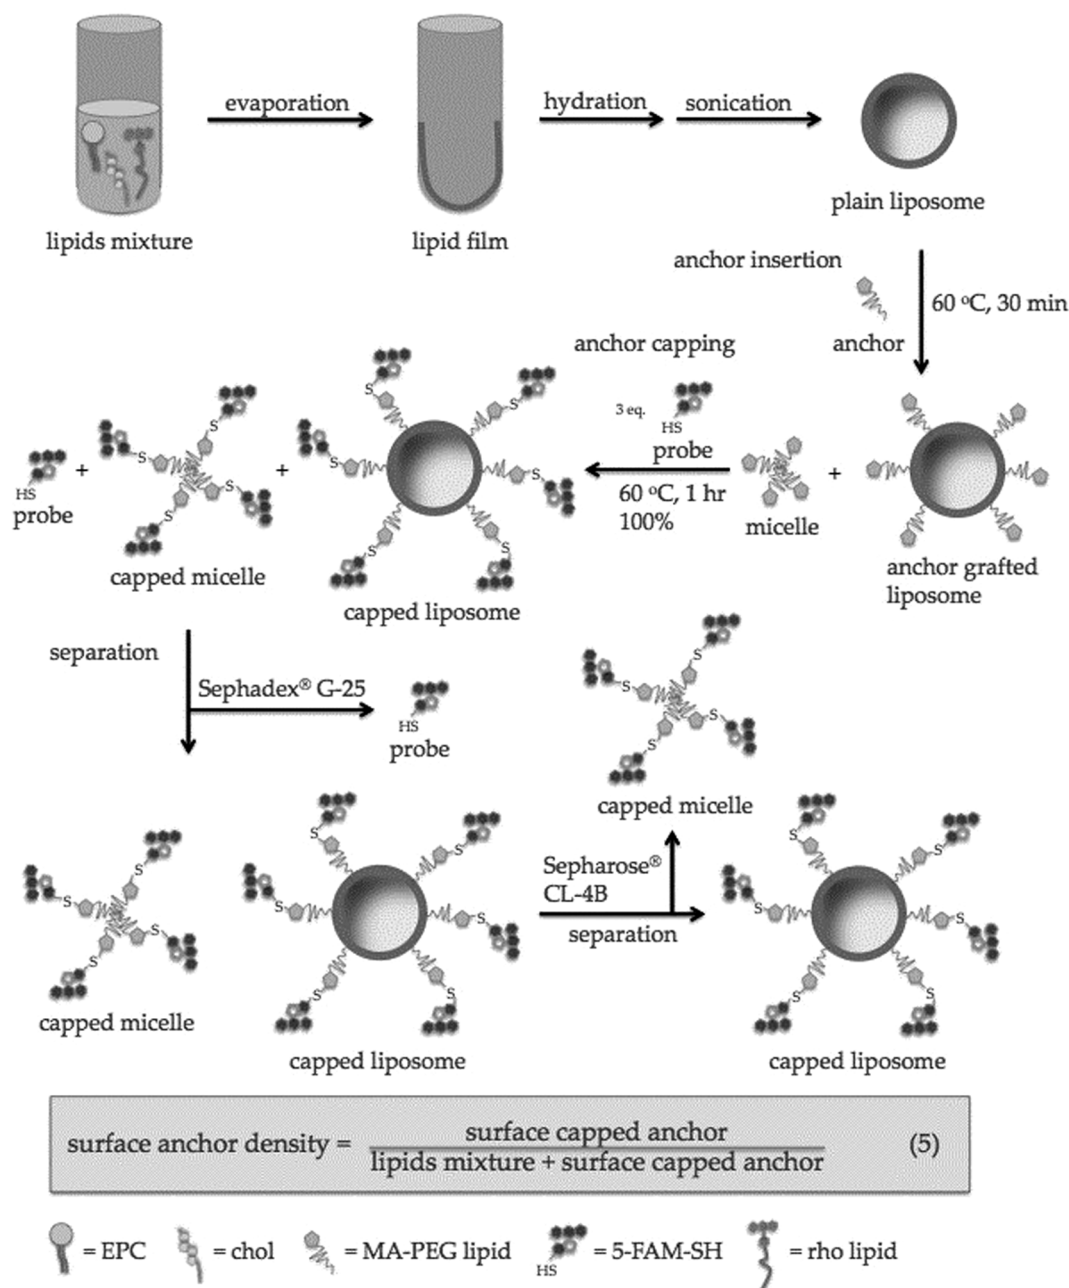 evaporation
hydration
sonication
lipids mixture
lipid film
plain liposome
anchor insertion
60 °C, 30 min
anchor
anchor capping
3 eq.
HS
probe
60 °C, 1 hr
100%
micelle
+
anchor grafted
liposome
HS
probe
+
S
S
S
S
capped micelle
+
S
S
S
S
S
S
capped liposome
separation
Sephadex® G-25
HS
probe
S
S
S
S
capped micelle
S
S
S
S
capped micelle
S
S
S
S
S
S
capped liposome
Sepharose®
CL-4B
separation
S
S
S
S
S
S
capped liposome
surface anchor density = surface capped anchor
lipids mixture + surface capped anchor
(5)
= EPC
= chol
= MA-PEG lipid
HS
= 5-FAM-SH
= rho lipid